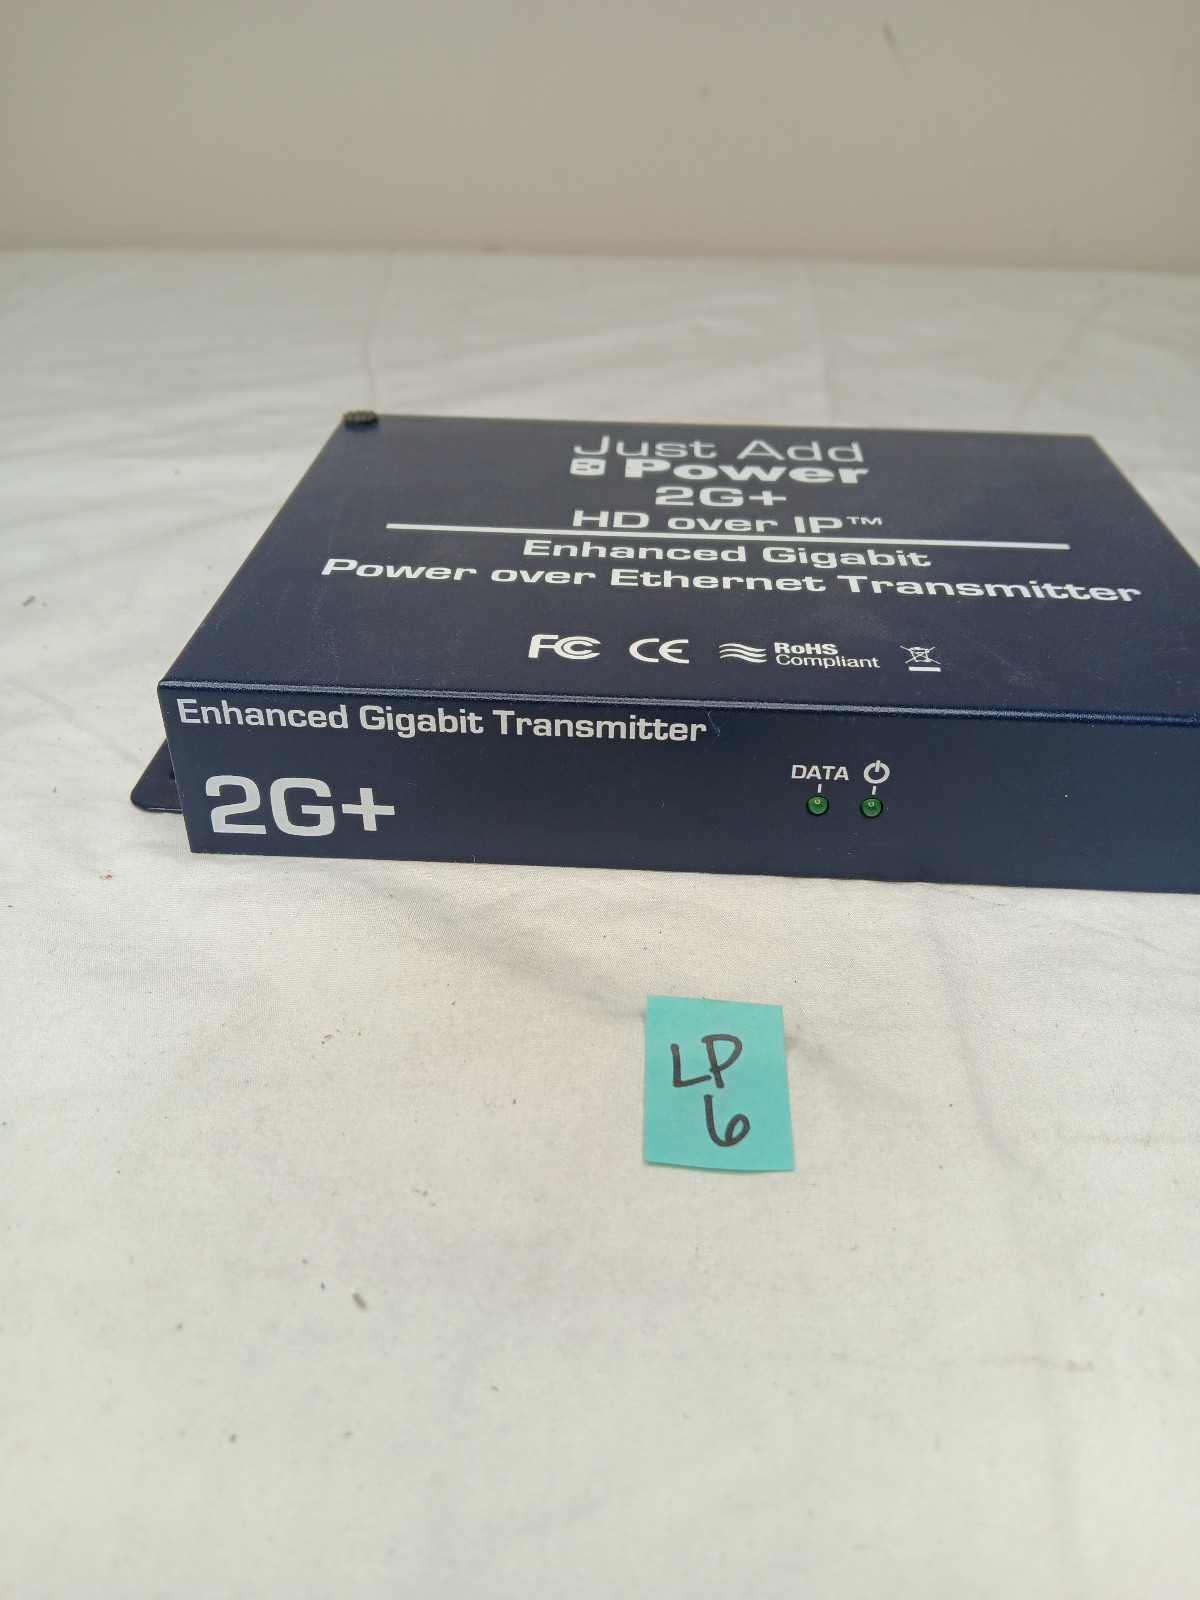 Just Add
Power
2G+
HD over IP™
Enhanced Gigabit
Power over Ethernet Transmitter
FC CE RoHS
Compliant
Enhanced Gigabit Transmitter
2G+
DATA
LP
6